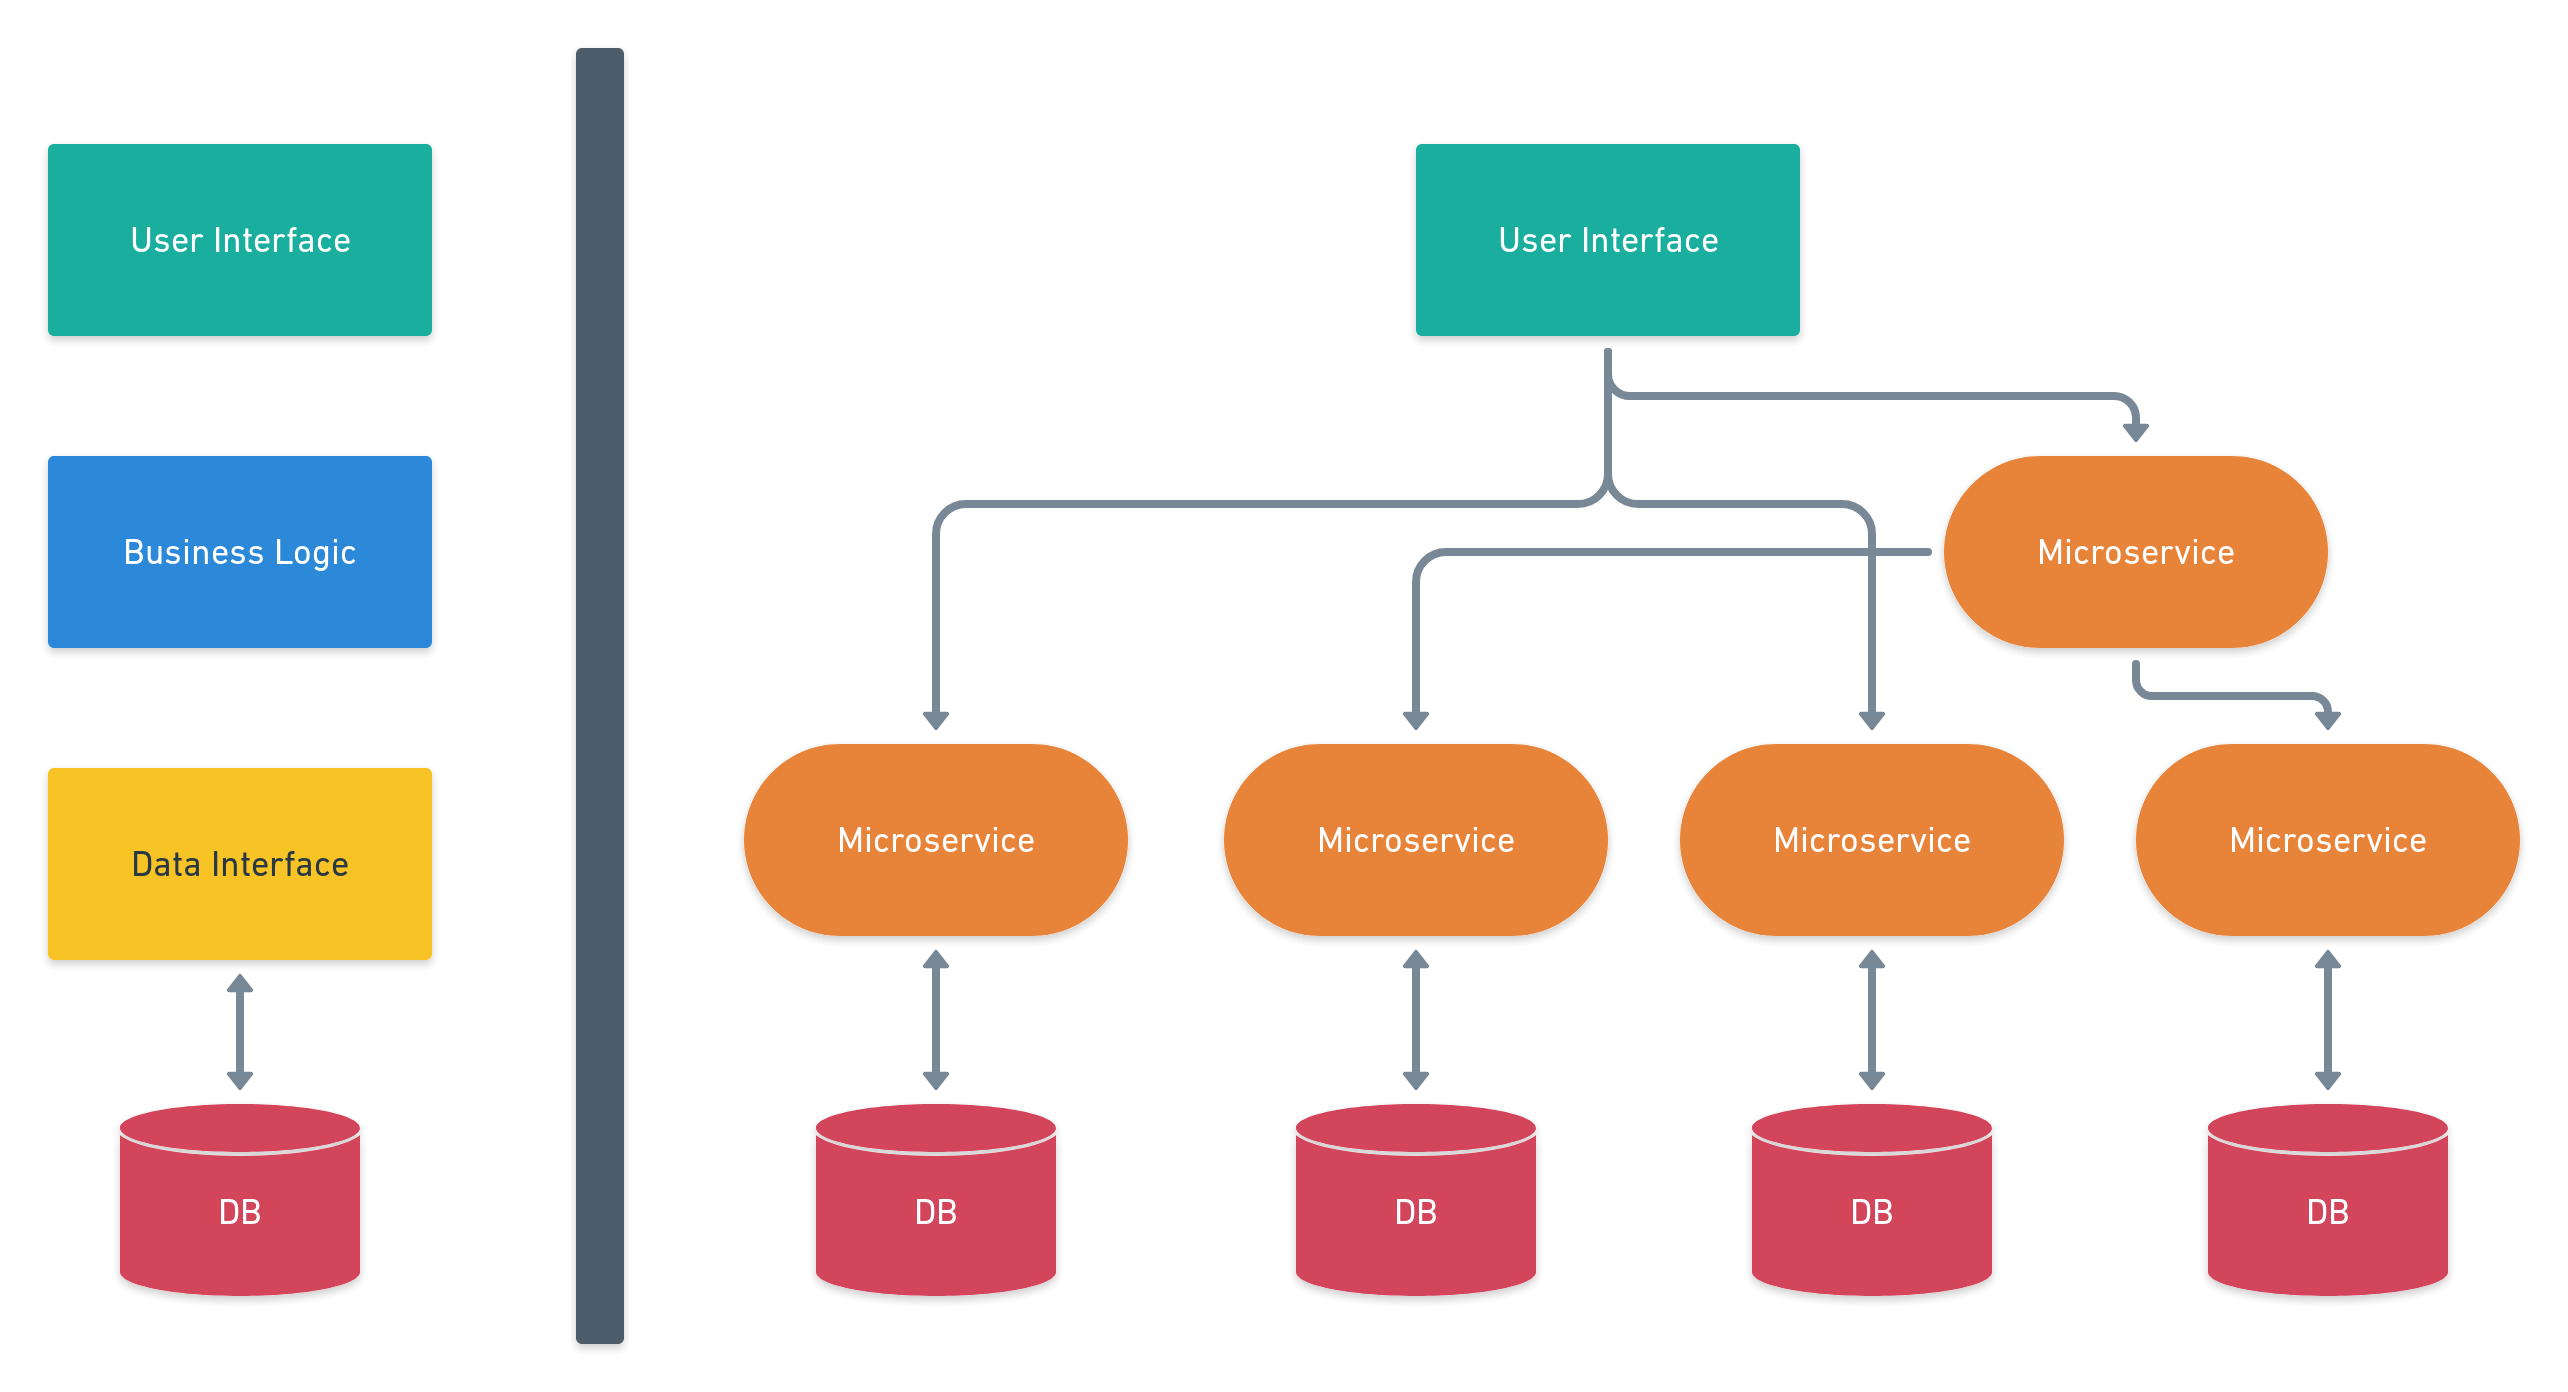 User Interface
Business Logic
Data Interface
DB
User Interface
Microservice
Microservice
Microservice
Microservice
Microservice
DB
DB
DB
DB